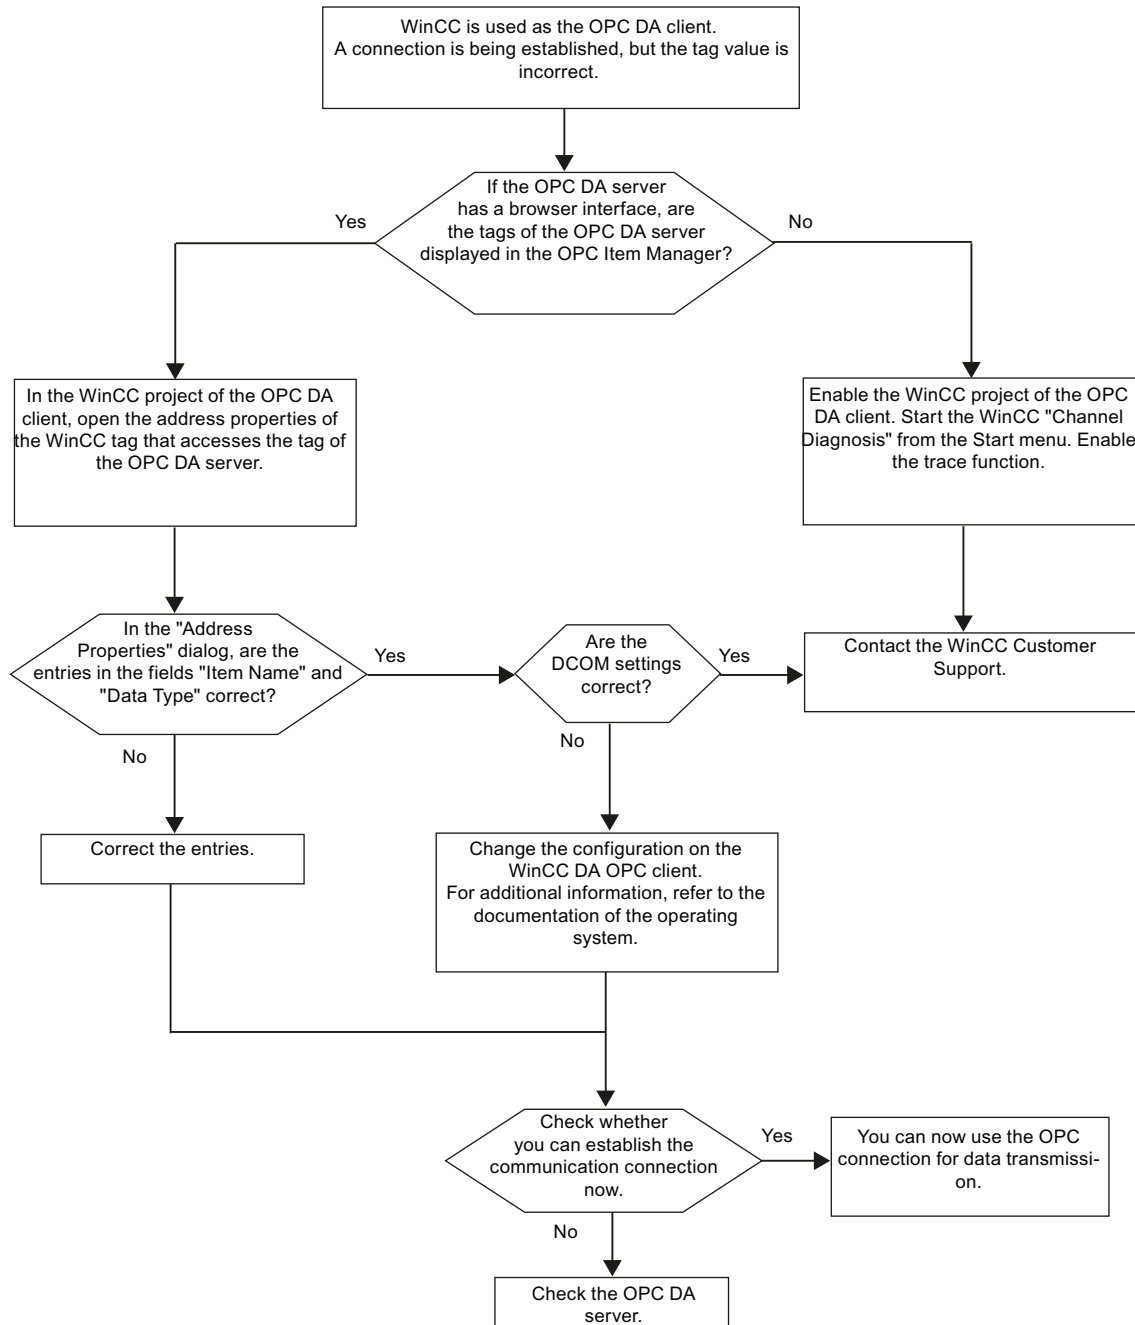 WinCC is used as the OPC DA client.
A connection is being established, but the tag value is
incorrect.
If the OPC DA server
has a browser interface, are
the tags of the OPC DA server
displayed in the OPC Item Manager?
Yes
No
In the WinCC project of the OPC DA
client, open the address properties of
the WinCC tag that accesses the tag of
the OPC DA server.
Enable the WinCC project of the OPC
DA client. Start the WinCC "Channel
Diagnosis" from the Start menu. Enable
the trace function.
In the "Address
Properties" dialog, are the
entries in the fields "Item Name" and
"Data Type" correct?
Yes
Are the
DCOM settings
correct?
Yes
Contact the WinCC Customer
Support.
No
No
Correct the entries.
Change the configuration on the
WinCC DA OPC client.
For additional information, refer to the
documentation of the operating
system.
Check whether
you can establish the
communication connection
now.
Yes
You can now use the OPC
connection for data transmissi-
on.
No
Check the OPC DA
server.